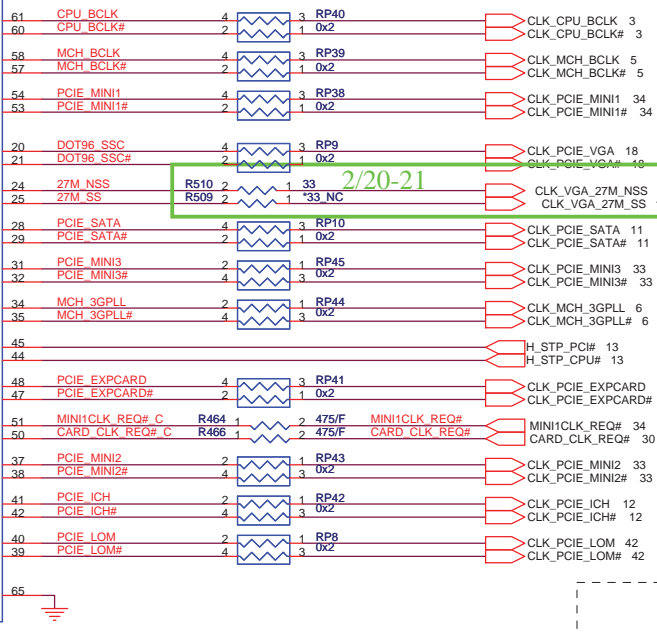 61 CPU_BCLK 4 3 RP40 CLK_CPU_BCLK 3
60 CPU_BCLK# 2 1 0x2 CLK_CPU_BCLK# 3
58 MCH_BCLK 4 3 RP39 CLK_MCH_BCLK 5
57 MCH_BCLK# 2 1 0x2 CLK_MCH_BCLK# 5
54 PCIE_MINI1 4 3 RP38 CLK_PCIE_MINI1 34
53 PCIE_MINI1# 2 1 0x2 CLK_PCIE_MINI1# 34
20 DOT96_SSC 4 3 RP9 CLK_PCIE_VGA 18
21 DOT96_SSC# 2 1 0x2 CLK_PCIE_VGA# 18
2/20-21
24 27M_NSS R510 2 1 33 CLK_VGA_27M_NSS
25 27M_SS R509 2 1 *33_NC CLK_VGA_27M_SS
28 PCIE_SATA 4 3 RP10 CLK_PCIE_SATA 11
29 PCIE_SATA# 2 1 0x2 CLK_PCIE_SATA# 11
31 PCIE_MINI3 2 1 RP45 CLK_PCIE_MINI3 33
32 PCIE_MINI3# 4 3 0x2 CLK_PCIE_MINI3# 33
34 MCH_3GPLL 2 1 RP44 CLK_MCH_3GPLL 6
35 MCH_3GPLL# 4 3 0x2 CLK_MCH_3GPLL# 6
45 H_STP_PCI# 13
44 H_STP_CPU# 13
48 PCIE_EXPCARD 4 3 RP41 CLK_PCIE_EXPCARD
47 PCIE_EXPCARD# 2 1 0x2 CLK_PCIE_EXPCARD#
51 MINI1CLK_REQ#_C R464 1 2 475/F MINI1CLK_REQ# MINI1CLK_REQ# 34
50 CARD_CLK_REQ#_C R466 1 2 475/F CARD_CLK_REQ# CARD_CLK_REQ# 30
37 PCIE_MINI2 2 1 RP43 CLK_PCIE_MINI2 33
38 PCIE_MINI2# 4 3 0x2 CLK_PCIE_MINI2# 33
41 PCIE_ICH 2 1 RP42 CLK_PCIE_ICH 12
42 PCIE_ICH# 4 3 0x2 CLK_PCIE_ICH# 12
40 PCIE_LOM 2 1 RP8 CLK_PCIE_LOM 42
39 PCIE_LOM# 4 3 0x2 CLK_PCIE_LOM# 42
65